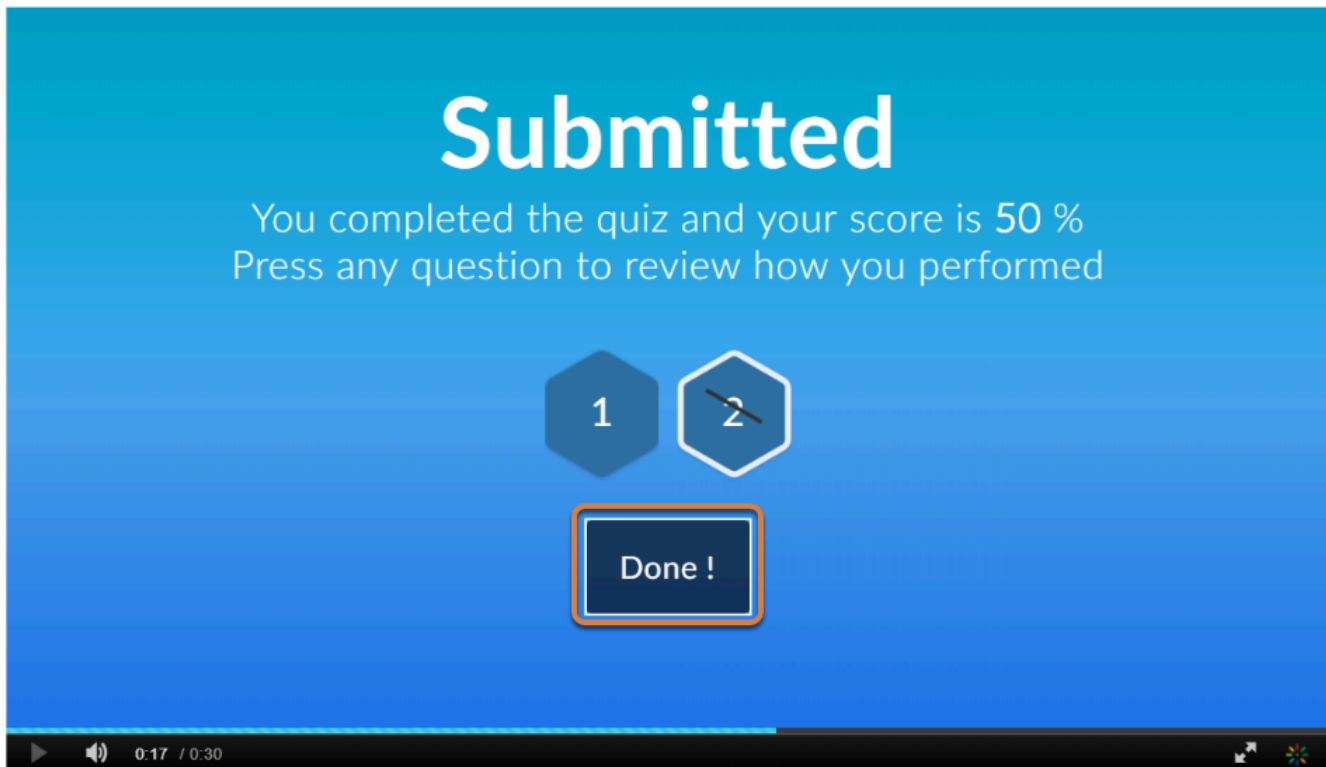 Submitted
You completed the quiz and your score is 50 %
Press any question to review how you performed
1 2
Done !
0:17 / 0:30